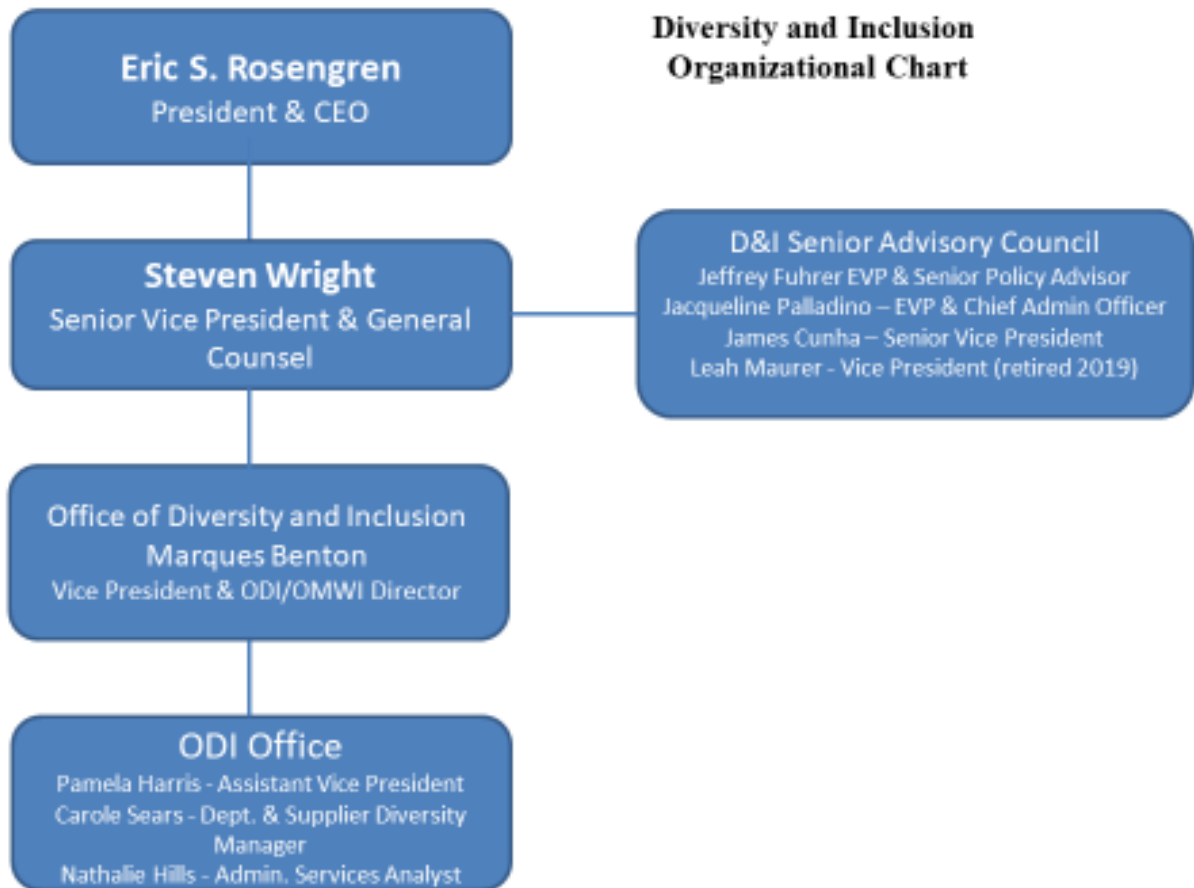 Diversity and Inclusion
Organizational Chart
Eric S. Rosengren
President & CEO
Steven Wright
Senior Vice President & General
Counsel
D&I Senior Advisory Council
Jeffrey Fuhrer EVP & Senior Policy Advisor
Jacqueline Palladino – EVP & Chief Admin Officer
James Cunha – Senior Vice President
Leah Maurer - Vice President (retired 2019)
Office of Diversity and Inclusion
Marques Benton
Vice President & ODI/OMWI Director
ODI Office
Pamela Harris - Assistant Vice President
Carole Sears - Dept. & Supplier Diversity
Manager
Nathalie Hills - Admin. Services Analyst